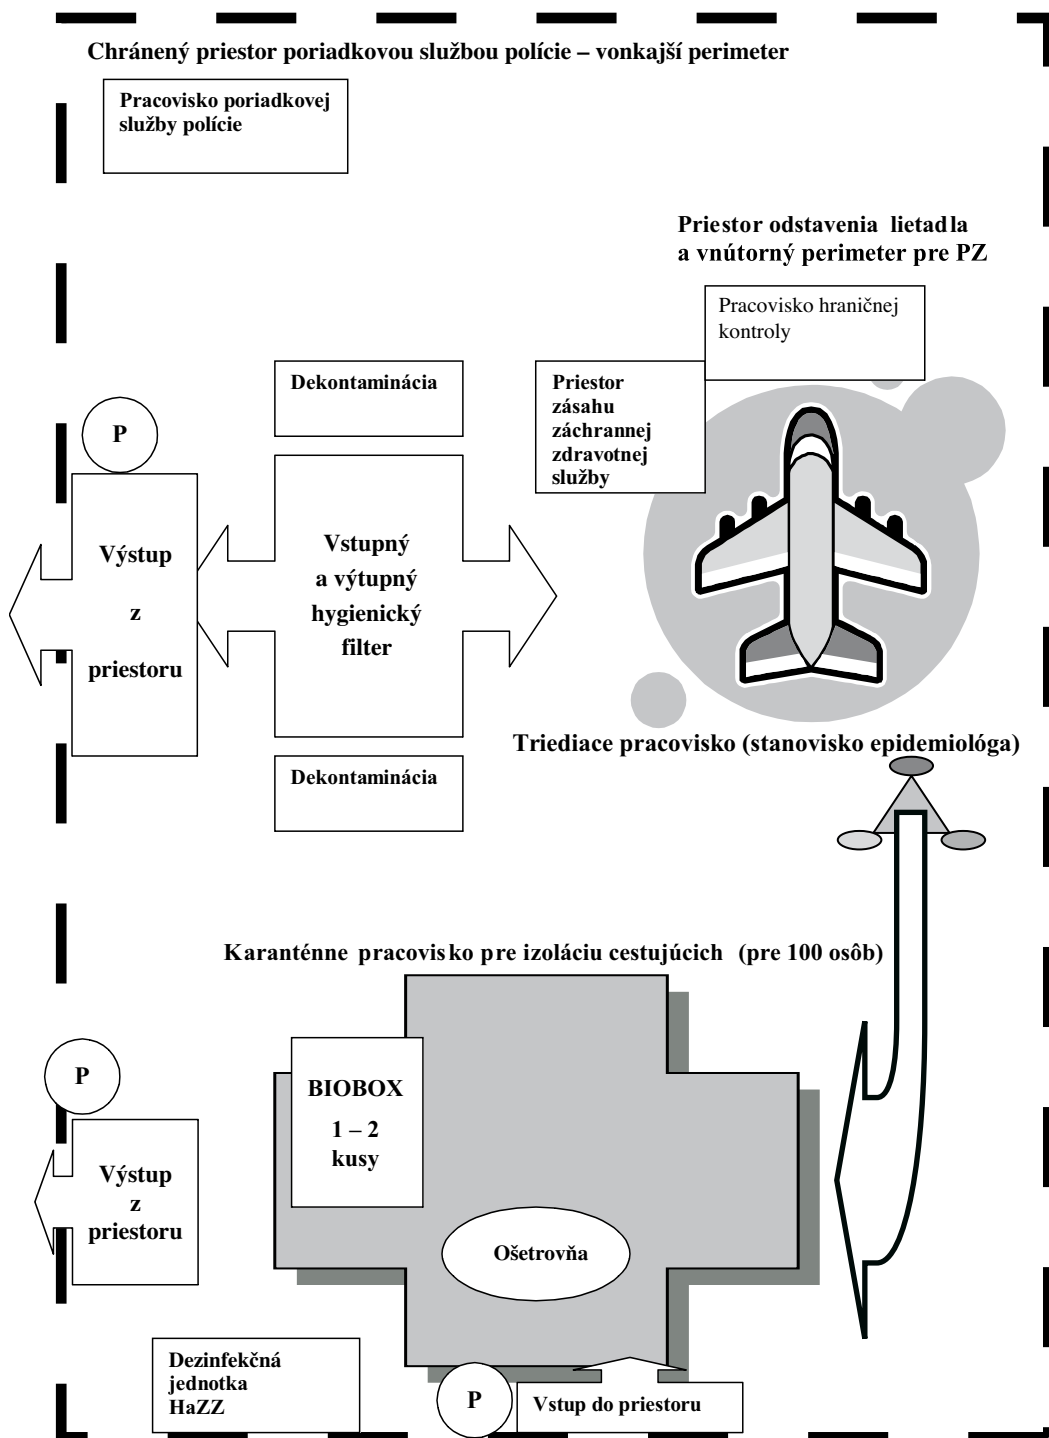 Chránený priestor poriadkovou službou polície – vonkajší perimeter
Pracovisko poriadkovej
služby polície
Priestor odstavenia lietadla
a vnútorný perimeter pre PZ
Pracovisko hraničnej
kontroly
Dekontaminácia
Priestor
zásahu
záchrannej
zdravotnej
služby
P
Výstup
z
priestoru
Vstupný
a výtupný
hygienický
filter
Dekontaminácia
Triediace pracovisko (stanovisko epidemiológa)
Karanténne pracovisko pre izoláciu cestujúcich (pre 100 osôb)
P
Výstup
z
priestoru
BIOBOX
1 – 2
kusy
Ošetrovňa
Dezinfekčná
jednotka
HaZZ
P
Vstup do priestoru